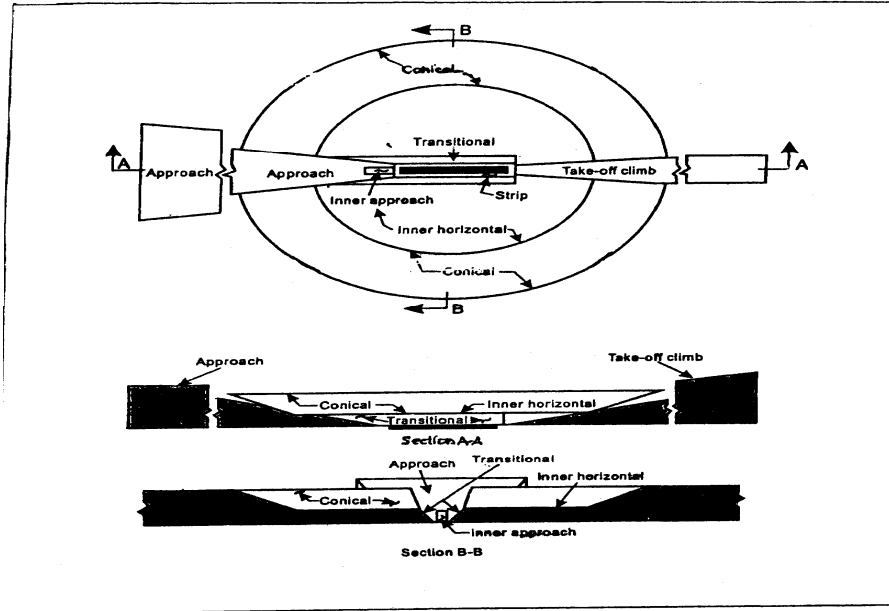 B
Conical
Transitional
A
A
Approach
Approach
Take-off climb
Inner approach
Strip
Inner horizontal
Conical
B
Approach
Take-off climb
Conical
Inner horizontal
Transitional
Section A-A
Transitional
Approach
Inner horizontal
Conical
Inner approach
Section B-B